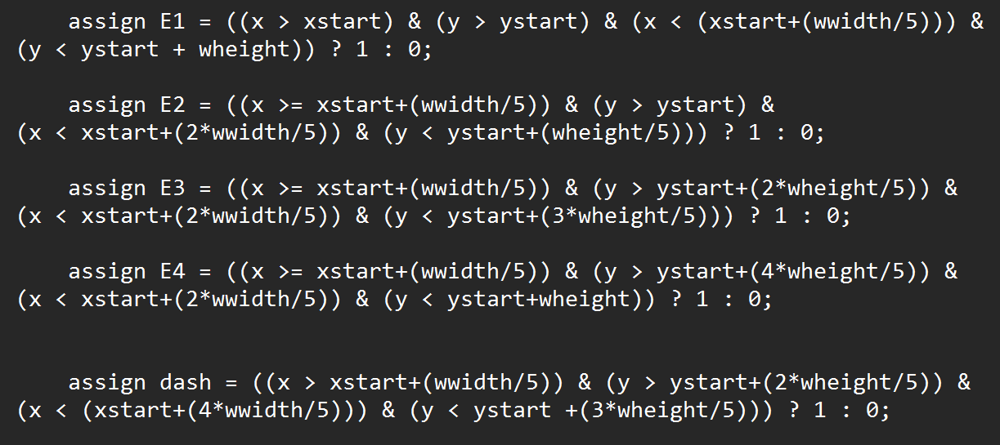 assign E1 = ((x > xstart) & (y > ystart) & (x < (xstart+(wwidth/5))) &
(y < ystart + wheight)) ? 1 : 0;
assign E2 = ((x >= xstart+(wwidth/5)) & (y > ystart) &
(x < xstart+(2*wwidth/5)) & (y < ystart+(wheight/5))) ? 1 : 0;
assign E3 = ((x >= xstart+(wwidth/5)) & (y > ystart+(2*wheight/5)) &
(x < xstart+(2*wwidth/5)) & (y < ystart+(3*wheight/5))) ? 1 : 0;
assign E4 = ((x >= xstart+(wwidth/5)) & (y > ystart+(4*wheight/5)) &
(x < xstart+(2*wwidth/5)) & (y < ystart+wheight)) ? 1 : 0;
assign dash = ((x > xstart+(wwidth/5)) & (y > ystart+(2*wheight/5)) &
(x < (xstart+(4*wwidth/5))) & (y < ystart +(3*wheight/5))) ? 1 : 0;